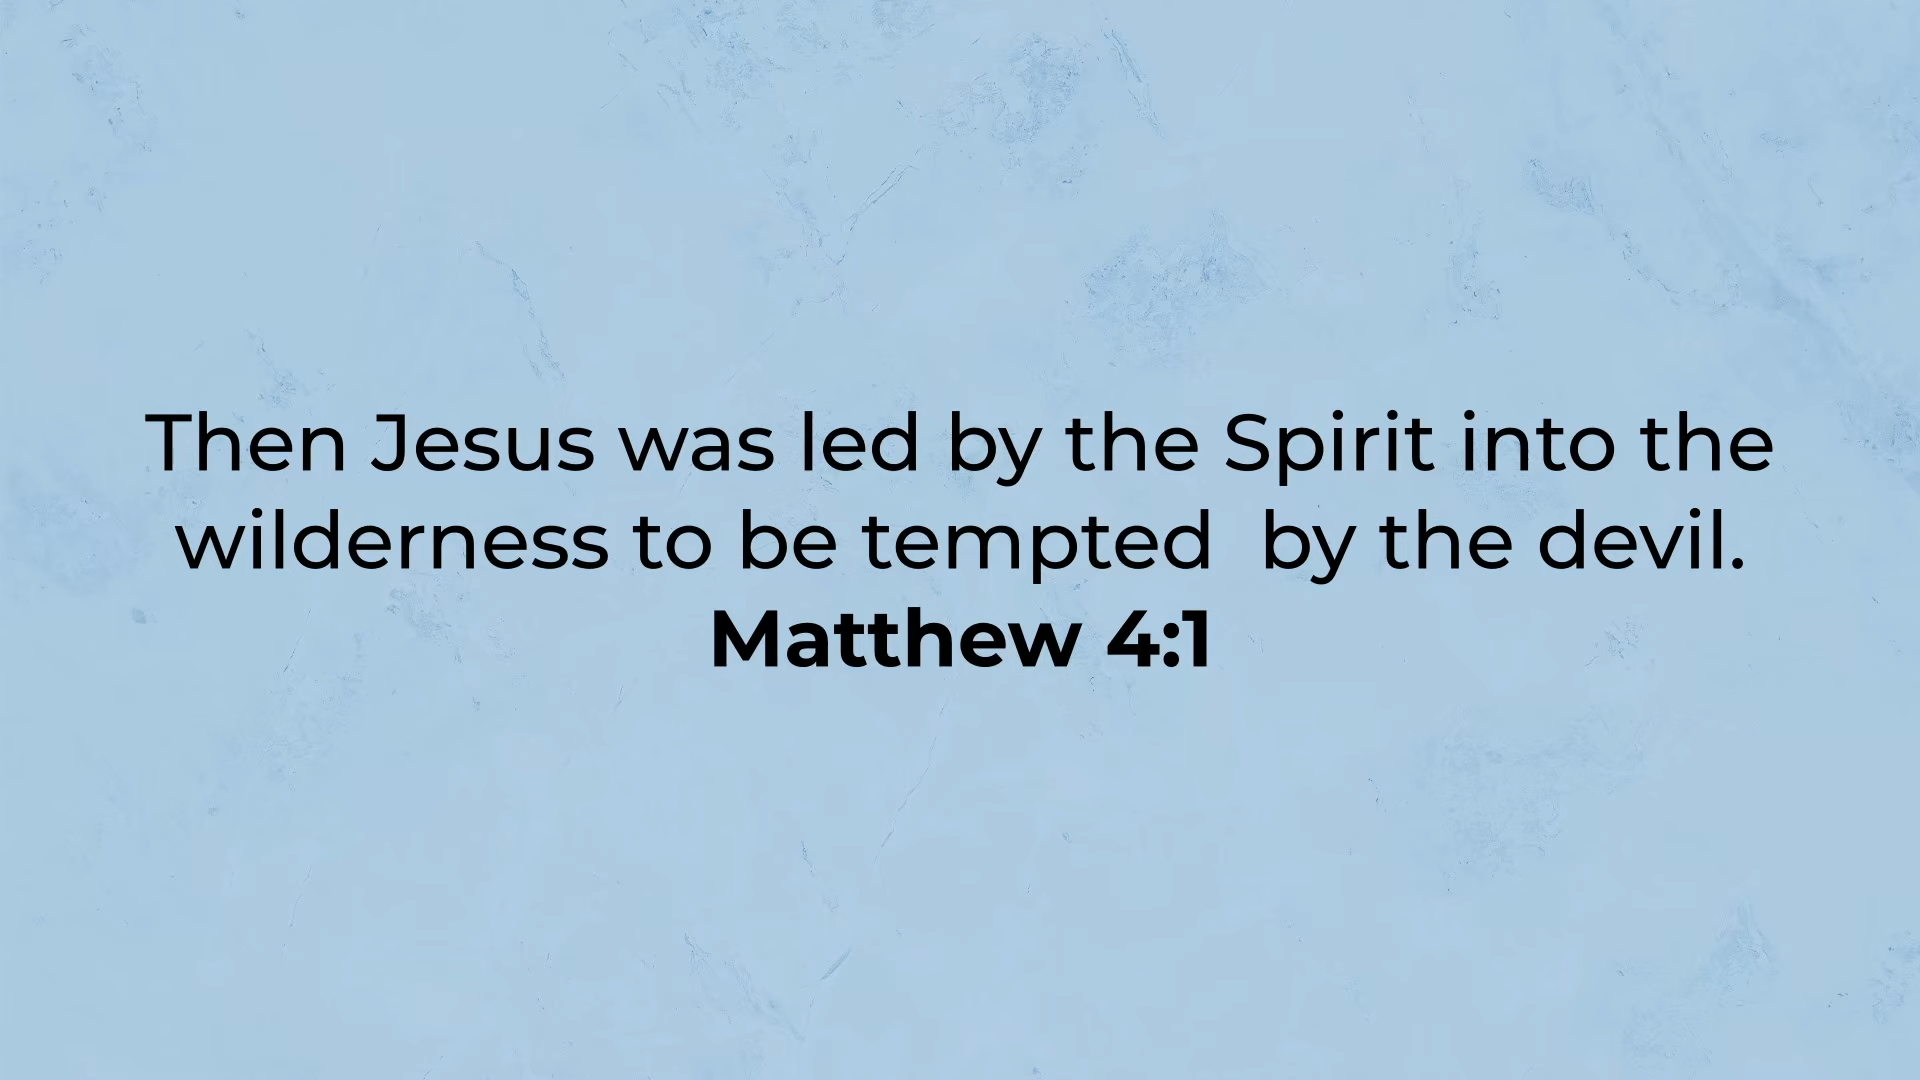 Then Jesus was led by the Spirit into the
wilderness to be tempted  by the devil.
Matthew 4:1